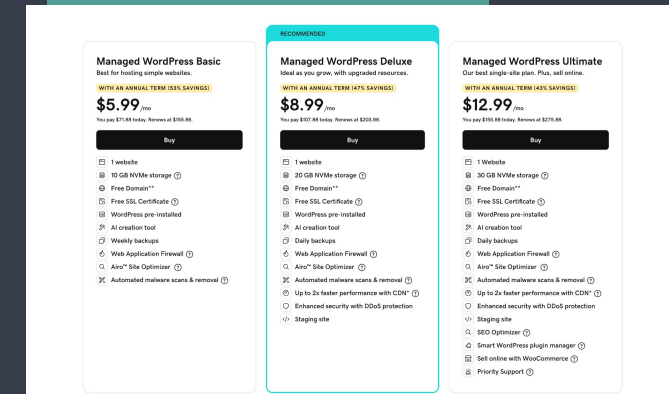 RECOMMENDED
Managed WordPress Basic
Best for hosting simple websites.
WITH AN ANNUAL TERM (53% SAVINGS)
$5.99 /mo
You pay $71.88 today. Renews at $155.88.
Buy
1 website
10 GB NVMe storage
Free Domain**
Free SSL Certificate
WordPress pre-installed
AI creation tool
Weekly backups
Web Application Firewall
Airo™ Site Optimizer
Automated malware scans & removal
Managed WordPress Deluxe
Ideal as you grow, with upgraded resources.
WITH AN ANNUAL TERM (47% SAVINGS)
$8.99 /mo
You pay $107.88 today. Renews at $203.88.
Buy
1 website
20 GB NVMe storage
Free Domain**
Free SSL Certificate
WordPress pre-installed
AI creation tool
Daily backups
Web Application Firewall
Airo™ Site Optimizer
Automated malware scans & removal
Up to 2x faster performance with CDN*
Enhanced security with DDoS protection
Staging site
Managed WordPress Ultimate
Our best single-site plan. Plus, sell online.
WITH AN ANNUAL TERM (43% SAVINGS)
$12.99 /mo
You pay $155.88 today. Renews at $275.88.
Buy
1 Website
30 GB NVMe storage
Free Domain**
Free SSL Certificate
WordPress pre-installed
AI creation tool
Daily backups
Web Application Firewall
Airo™ Site Optimizer
Automated malware scans & removal
Up to 2x faster performance with CDN*
Enhanced security with DDoS protection
Staging site
SEO Optimizer
Smart WordPress plugin manager
Sell online with WooCommerce
Priority Support